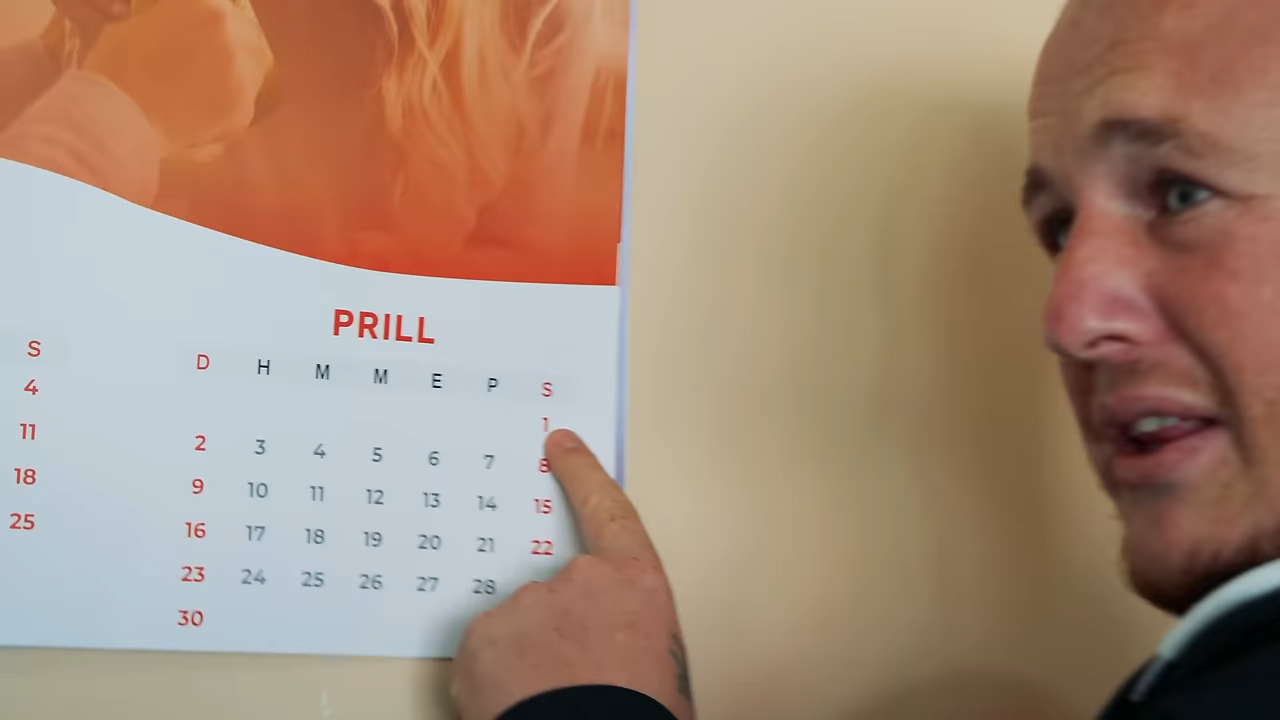 PRILL
S D H M M E P S
4 1
11 2 3 4 5 6 7 8
18 9 10 11 12 13 14 15
25 16 17 18 19 20 21 22
23 24 25 26 27 28
30